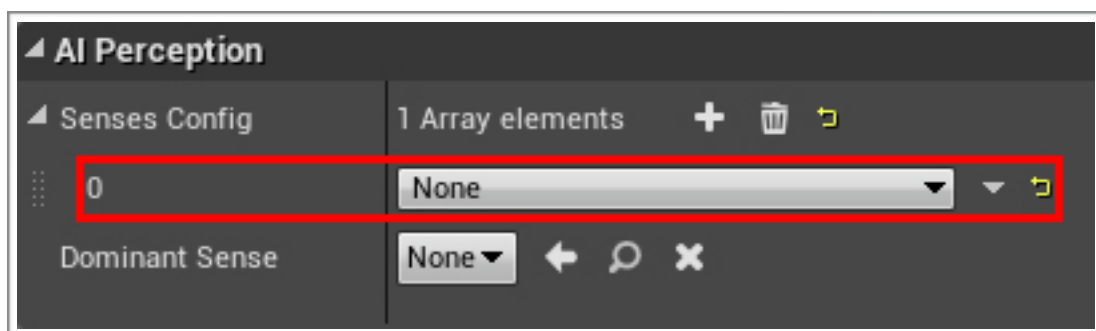 AI Perception
Senses Config 1 Array elements
0 None
Dominant Sense None